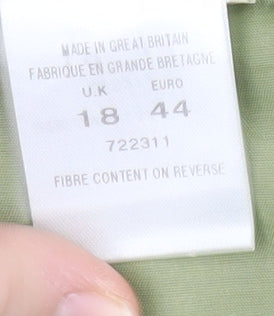 MADE IN GREAT BRITAIN
FABRIQUE EN GRANDE BRETAGNE
U.K EURO
18 44
722311
FIBRE CONTENT ON REVERSE